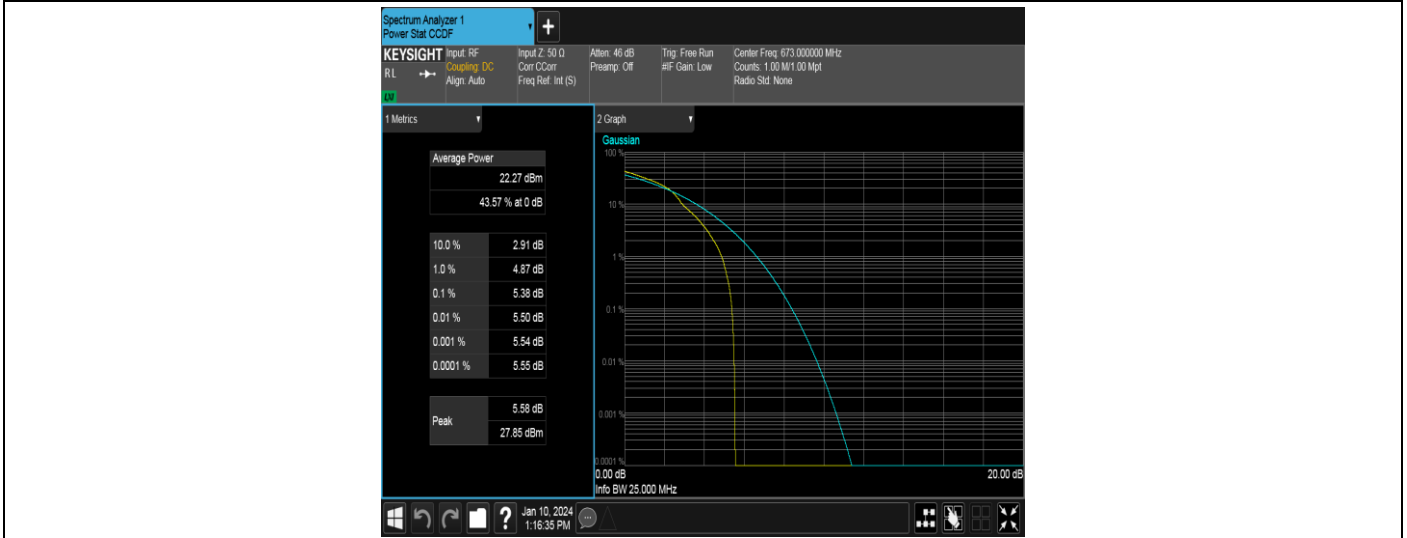 Spectrum Analyzer 1
Power Stat CCDF
+
KEYSIGHT
RL
Input: RF
Coupling: DC
Align: Auto
Input Z: 50 Ω
Corr CCorr
Freq Ref: Int (S)
Atten: 46 dB
Preamp: Off
Trig: Free Run
#IF Gain: Low
Center Freq: 673.000000 MHz
Counts: 1.00 M/1.00 Mpt
Radio Std: None
1 Metrics
Average Power
22.27 dBm
43.57 % at 0 dB
10.0 % 2.91 dB
1.0 % 4.87 dB
0.1 % 5.38 dB
0.01 % 5.50 dB
0.001 % 5.54 dB
0.0001 % 5.55 dB
Peak
5.58 dB
27.85 dBm
2 Graph
Gaussian
100 %
10 %
1 %
0.1 %
0.01 %
0.001 %
0.0001 %
0.00 dB 20.00 dB
Info BW 25.000 MHz
?
Jan 10, 2024
1:16:35 PM